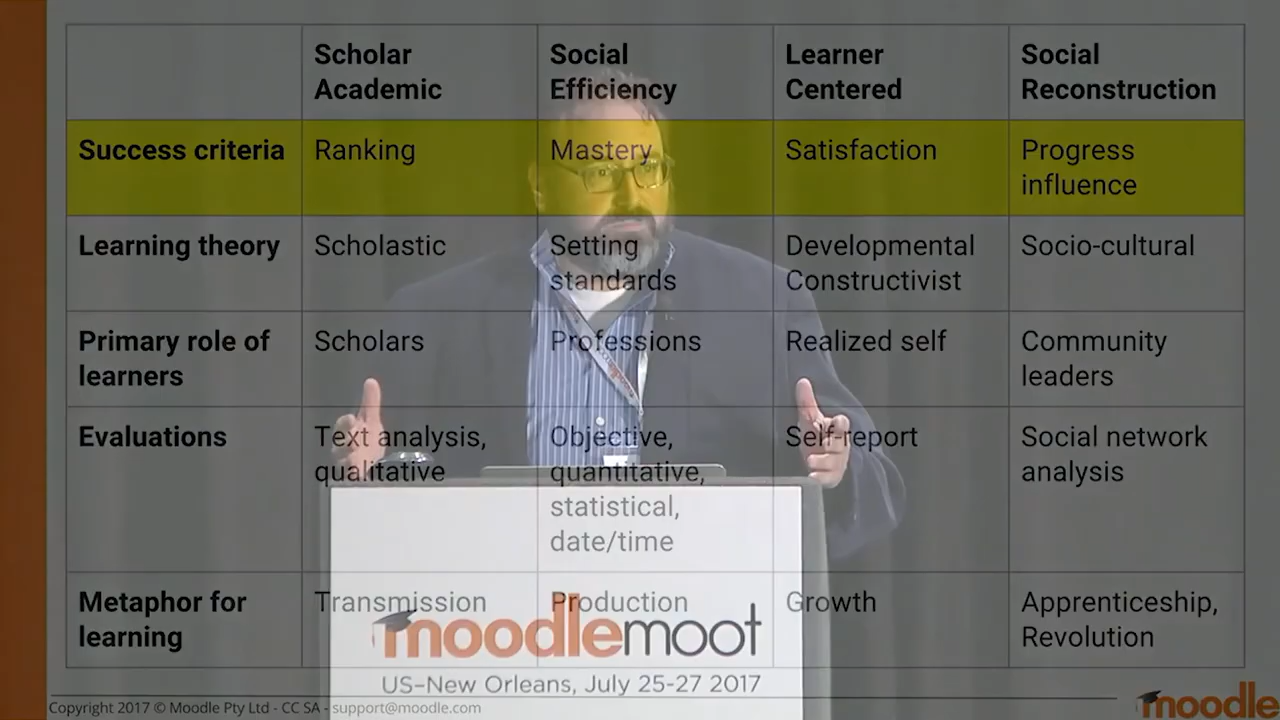 Scholar Academic
Social Efficiency
Learner Centered
Social Reconstruction
Success criteria
Ranking
Mastery
Satisfaction
Progress influence
Learning theory
Scholastic
Setting standards
Developmental Constructivist
Socio-cultural
Primary role of learners
Scholars
Professions
Realized self
Community leaders
Evaluations
Text analysis, qualitative
Objective, quantitative, statistical, date/time
Self-report
Social network analysis
Metaphor for learning
Transmission
Production
Growth
Apprenticeship, Revolution
moodlemoot
US–New Orleans, July 25-27 2017
Copyright 2017 © Moodle Pty Ltd - CC SA - support@moodle.com
moodle